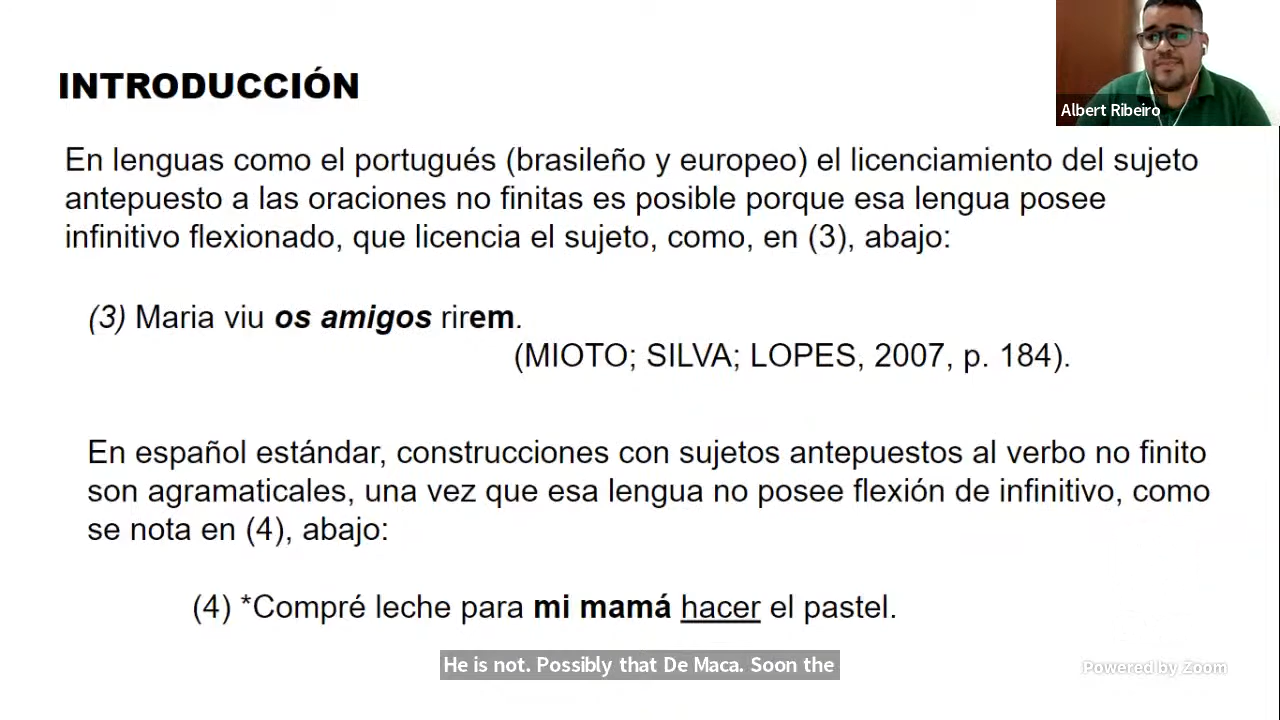 INTRODUCCIÓN
Albert Ribeiro
En lenguas como el portugués (brasileño y europeo) el licenciamiento del sujeto
antepuesto a las oraciones no finitas es posible porque esa lengua posee
infinitivo flexionado, que licencia el sujeto, como, en (3), abajo:
(3) Maria viu os amigos rirem.
(MIOTO; SILVA; LOPES, 2007, p. 184).
En español estándar, construcciones con sujetos antepuestos al verbo no finito
son agramaticales, una vez que esa lengua no posee flexión de infinitivo, como
se nota en (4), abajo:
(4) *Compré leche para mi mamá hacer el pastel.
He is not. Possibly that De Maca. Soon the
Powered by Zoom